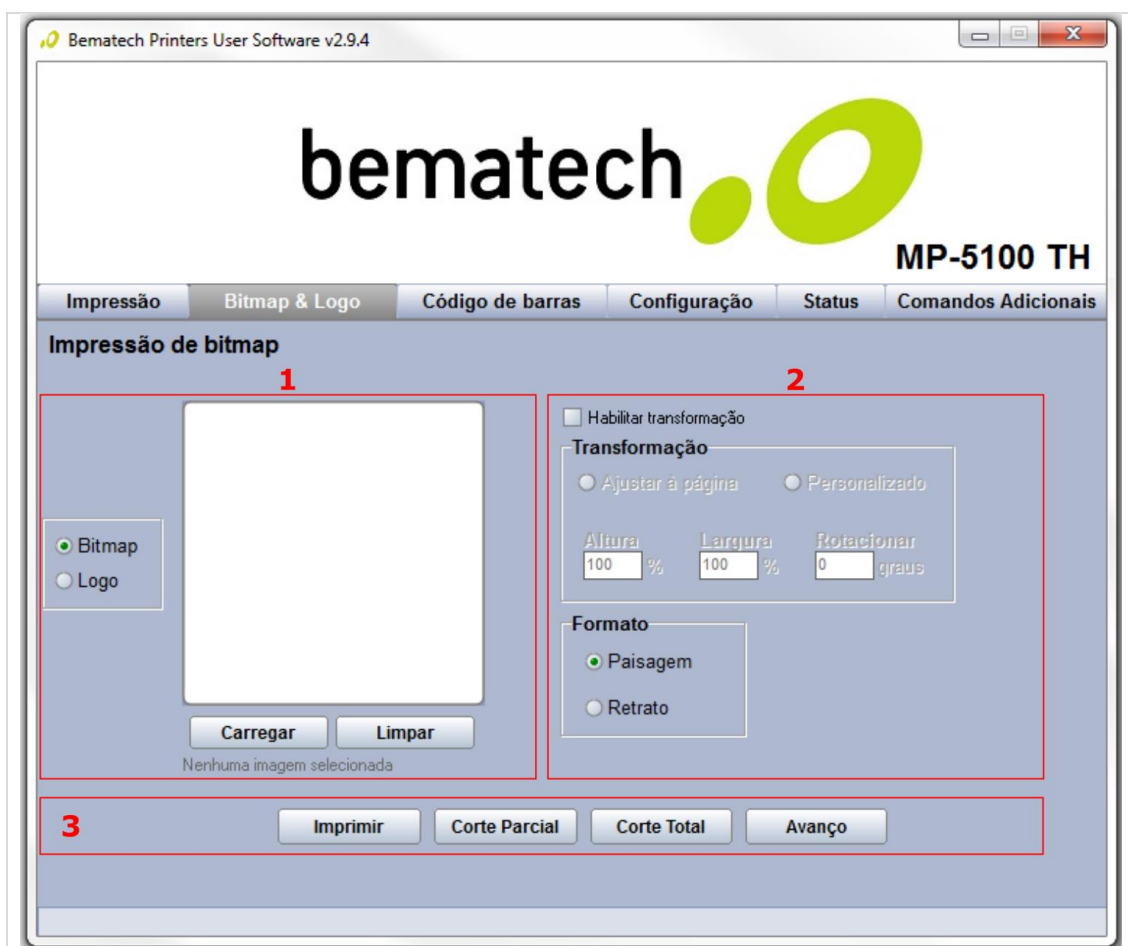 Bematech Printers User Software v2.9.4
bematech
MP-5100 TH
Impressão Bitmap & Logo Código de barras Configuração Status Comandos Adicionais
Impressão de bitmap
1
2
Bitmap
Logo
Carregar Limpar
Nenhuma imagem selecionada
Habilitar transformação
Transformação
Ajustar à página Personalizado
Altura Largura Rotacionar
100 % 100 % 0 graus
Formato
Paisagem
Retrato
3
Imprimir Corte Parcial Corte Total Avanço